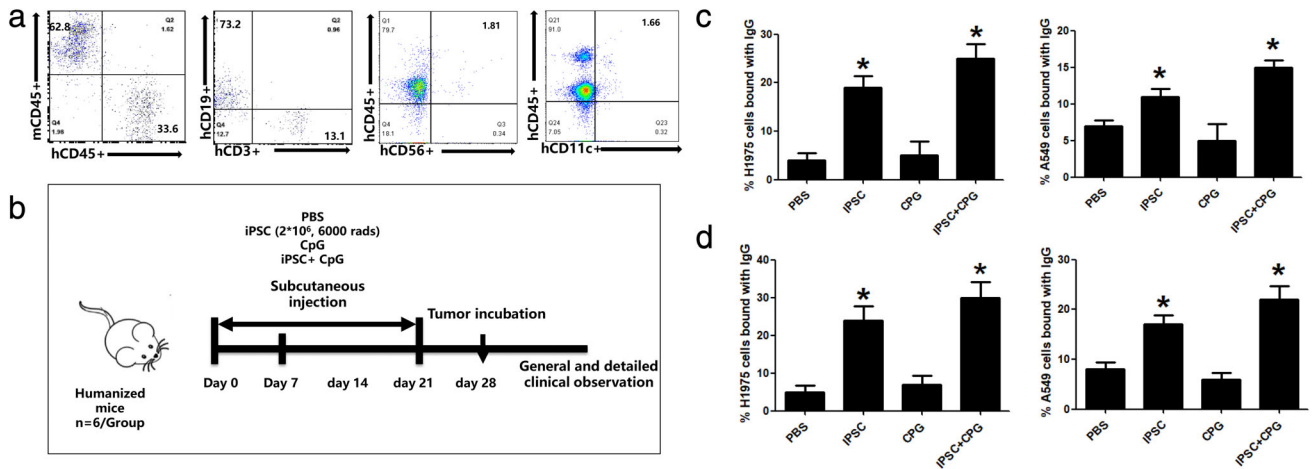 a
62.8
Q2
1.62
Q4
1.96
33.6
mCD45+
hCD45+
73.2
Q2
0.96
Q4
12.7
13.1
hCD19+
hCD3+
Q1
79.7
1.81
Q4
18.1
Q3
0.34
hCD45+
hCD56+
Q21
91.0
1.66
Q24
7.05
Q23
0.32
hCD45+
hCD11c+
b
PBS
iPSC (2*10⁶, 6000 rads)
CpG
iPSC+ CpG
Subcutaneous
injection
Tumor incubation
Day 0
Day 7
day 14
day 21
day 28
General and detailed
clinical observation
Humanized
mice
n=6/Group
c
% H1975 cells bound with IgG
30
20
10
0
*
*
PBS
IPSC
CPG
IPSC+CPG
% A549 cells bound with IgG
20
15
10
5
0
*
*
PBS
IPSC
CPG
IPSC+CPG
d
% H1975 cells bound with IgG
40
30
20
10
0
*
*
PBS
IPSC
CPG
IPSC+CPG
% A549 cells bound with IgG
30
20
10
0
*
*
PBS
IPSC
CPG
IPSC+CPG